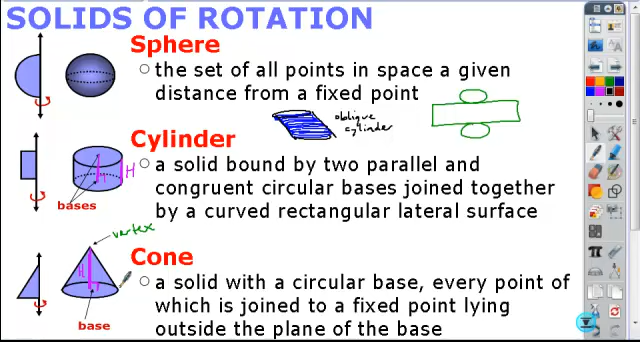 SOLIDS OF ROTATION
Sphere
the set of all points in space a given
distance from a fixed point
oblique
cylinder
Cylinder
a solid bound by two parallel and
congruent circular bases joined together
by a curved rectangular lateral surface
H
bases
vertex
Cone
a solid with a circular base, every point of
which is joined to a fixed point lying
outside the plane of the base
H
base